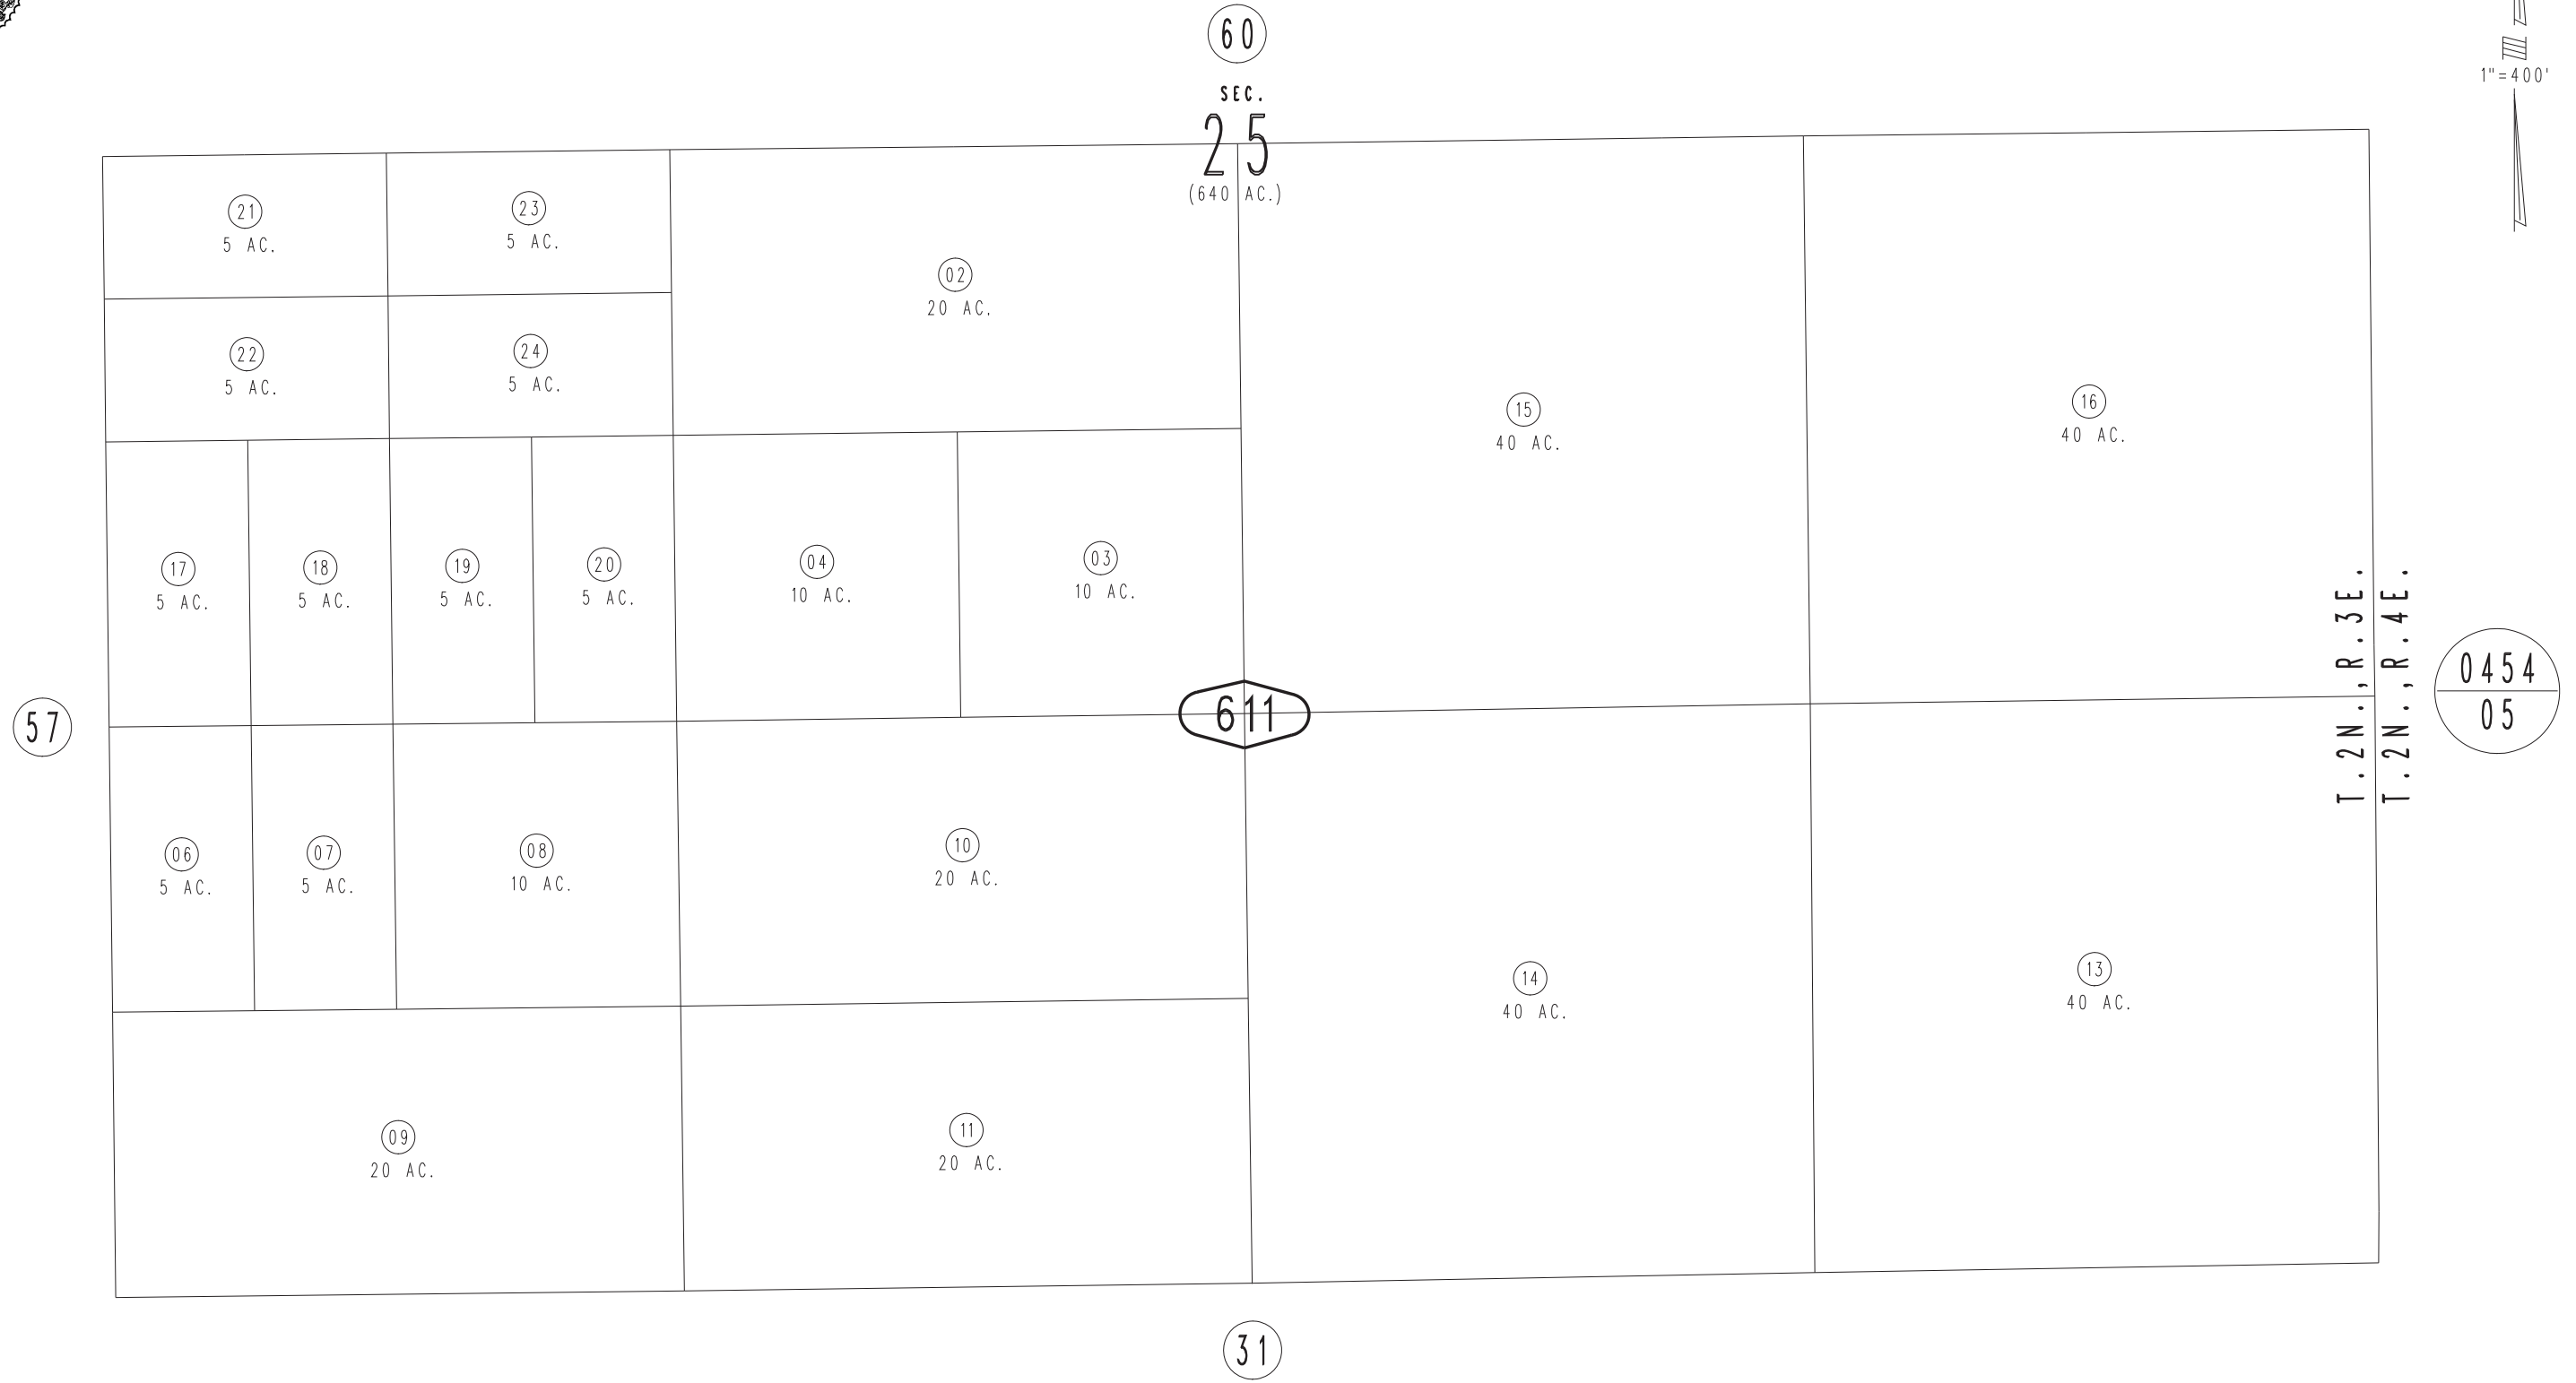 60
1"=400'
SEC.
25
(640 AC.)
21
5 AC.
23
5 AC.
02
20 AC.
22
5 AC.
24
5 AC.
15
40 AC.
16
40 AC.
17
5 AC.
18
5 AC.
19
5 AC.
20
5 AC.
04
10 AC.
03
10 AC.
T.2N.,R.3E.
T.2N.,R.4E.
0454
05
57
611
06
5 AC.
07
5 AC.
08
10 AC.
10
20 AC.
14
40 AC.
13
40 AC.
09
20 AC.
11
20 AC.
31